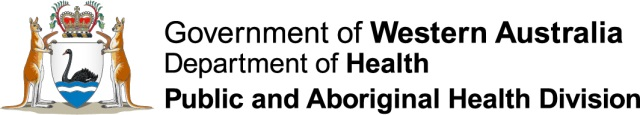 Government of Western Australia
Department of Health
Public and Aboriginal Health Division